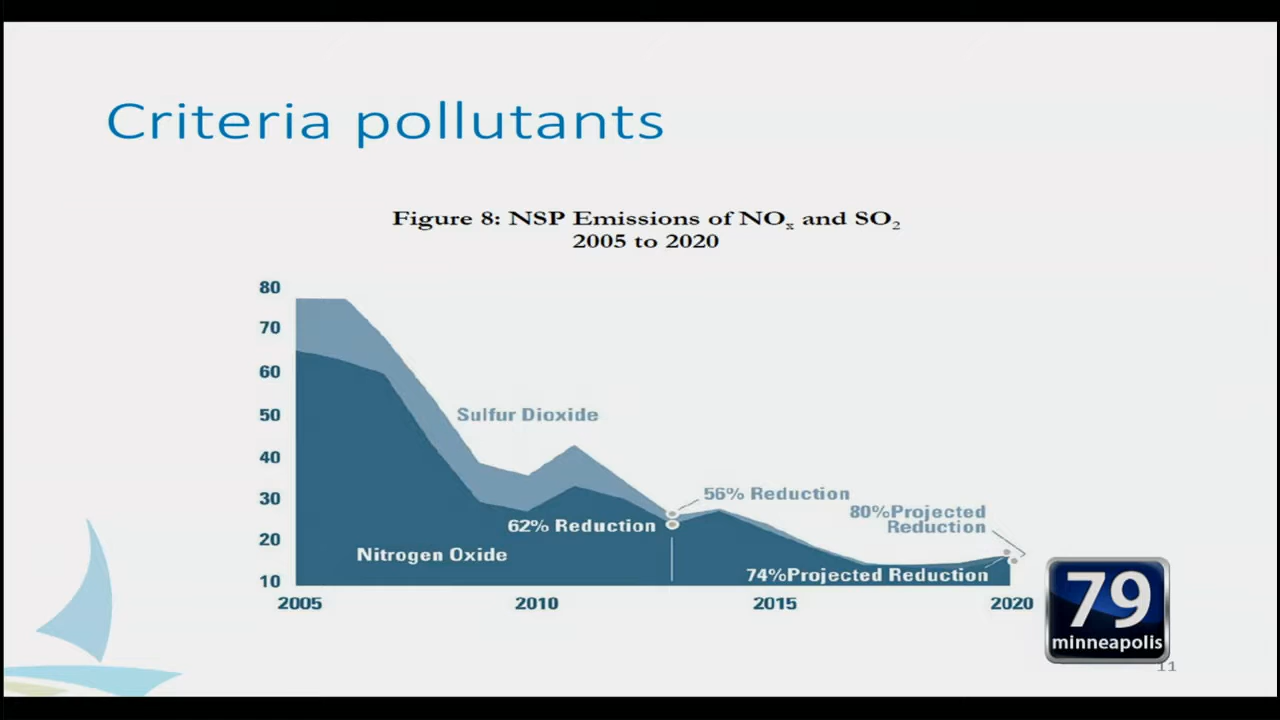 Criteria pollutants
Figure 8: NSP Emissions of NOx and SO2
2005 to 2020
80
70
60
50
40
30
20
10
Sulfur Dioxide
56% Reduction
80%Projected
Reduction
62% Reduction
Nitrogen Oxide
74%Projected Reduction
2005 2010 2015 2020
79
minneapolis
11